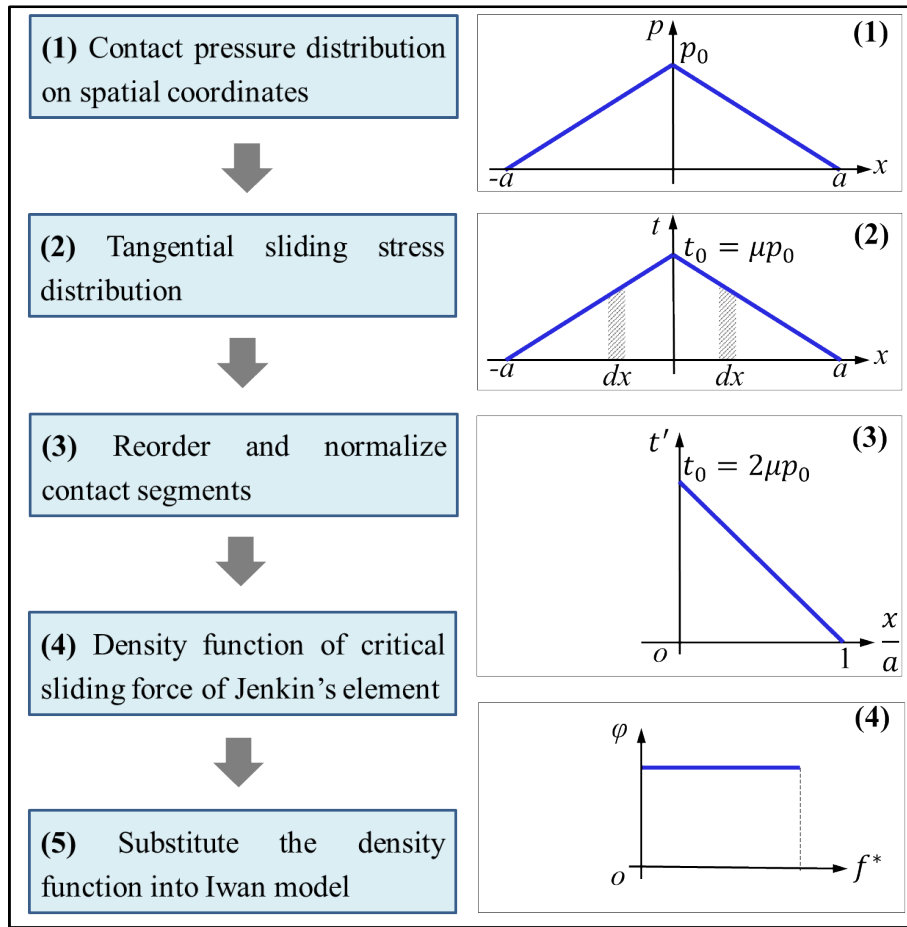 (1) Contact pressure distribution
on spatial coordinates
(2) Tangential sliding stress
distribution
(3) Reorder and normalize
contact segments
(4) Density function of critical
sliding force of Jenkin's element
(5) Substitute the density
function into Iwan model
(1)
p
p₀
-a
a
x
(2)
t
t₀ = μp₀
-a
dx
dx
a
x
(3)
t′
t₀ = 2μp₀
o
1
x
a
(4)
φ
o
f*